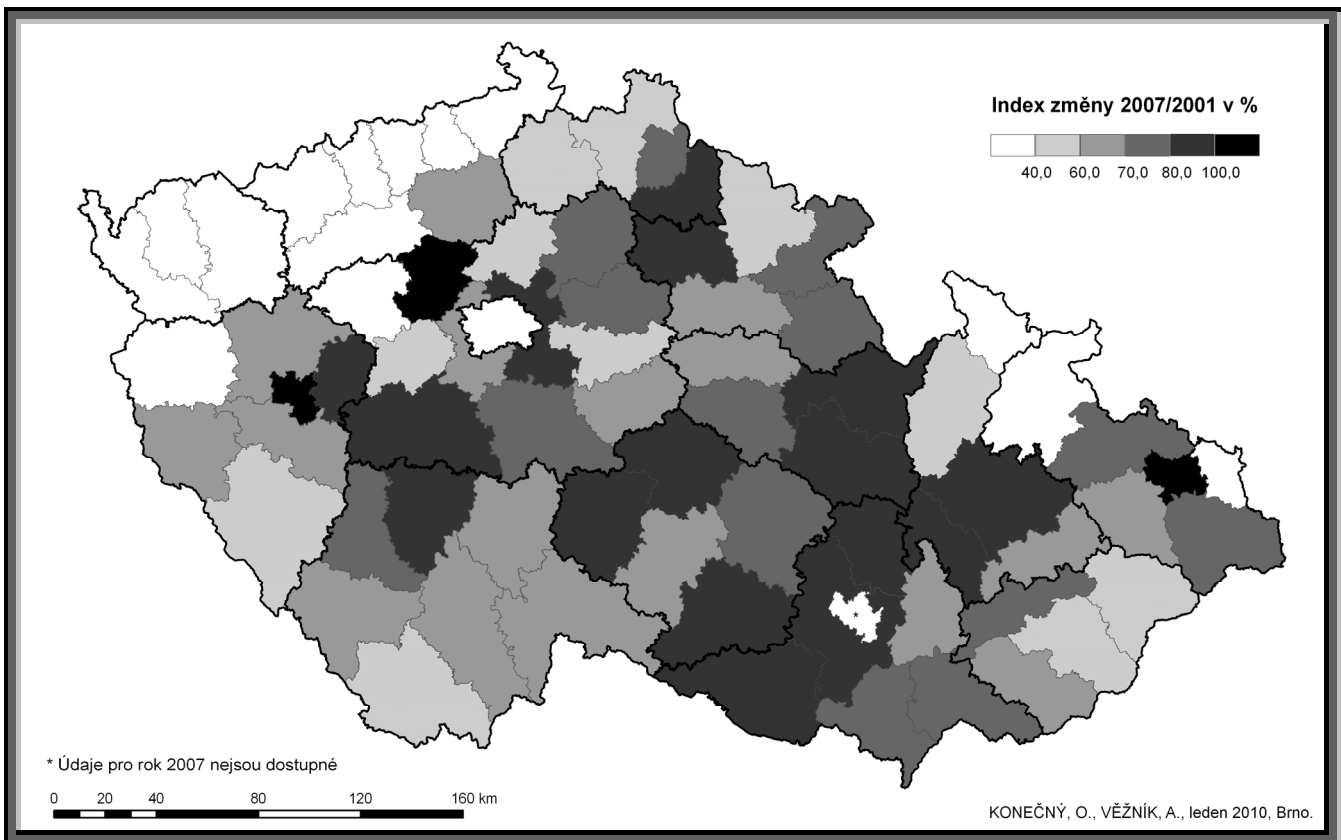 Index změny 2007/2001 v %
40,0 60,0 70,0 80,0 100,0
*
* Údaje pro rok 2007 nejsou dostupné
0 20 40 80 120 160 km
KONEČNÝ, O., VĚŽNÍK, A., leden 2010, Brno.